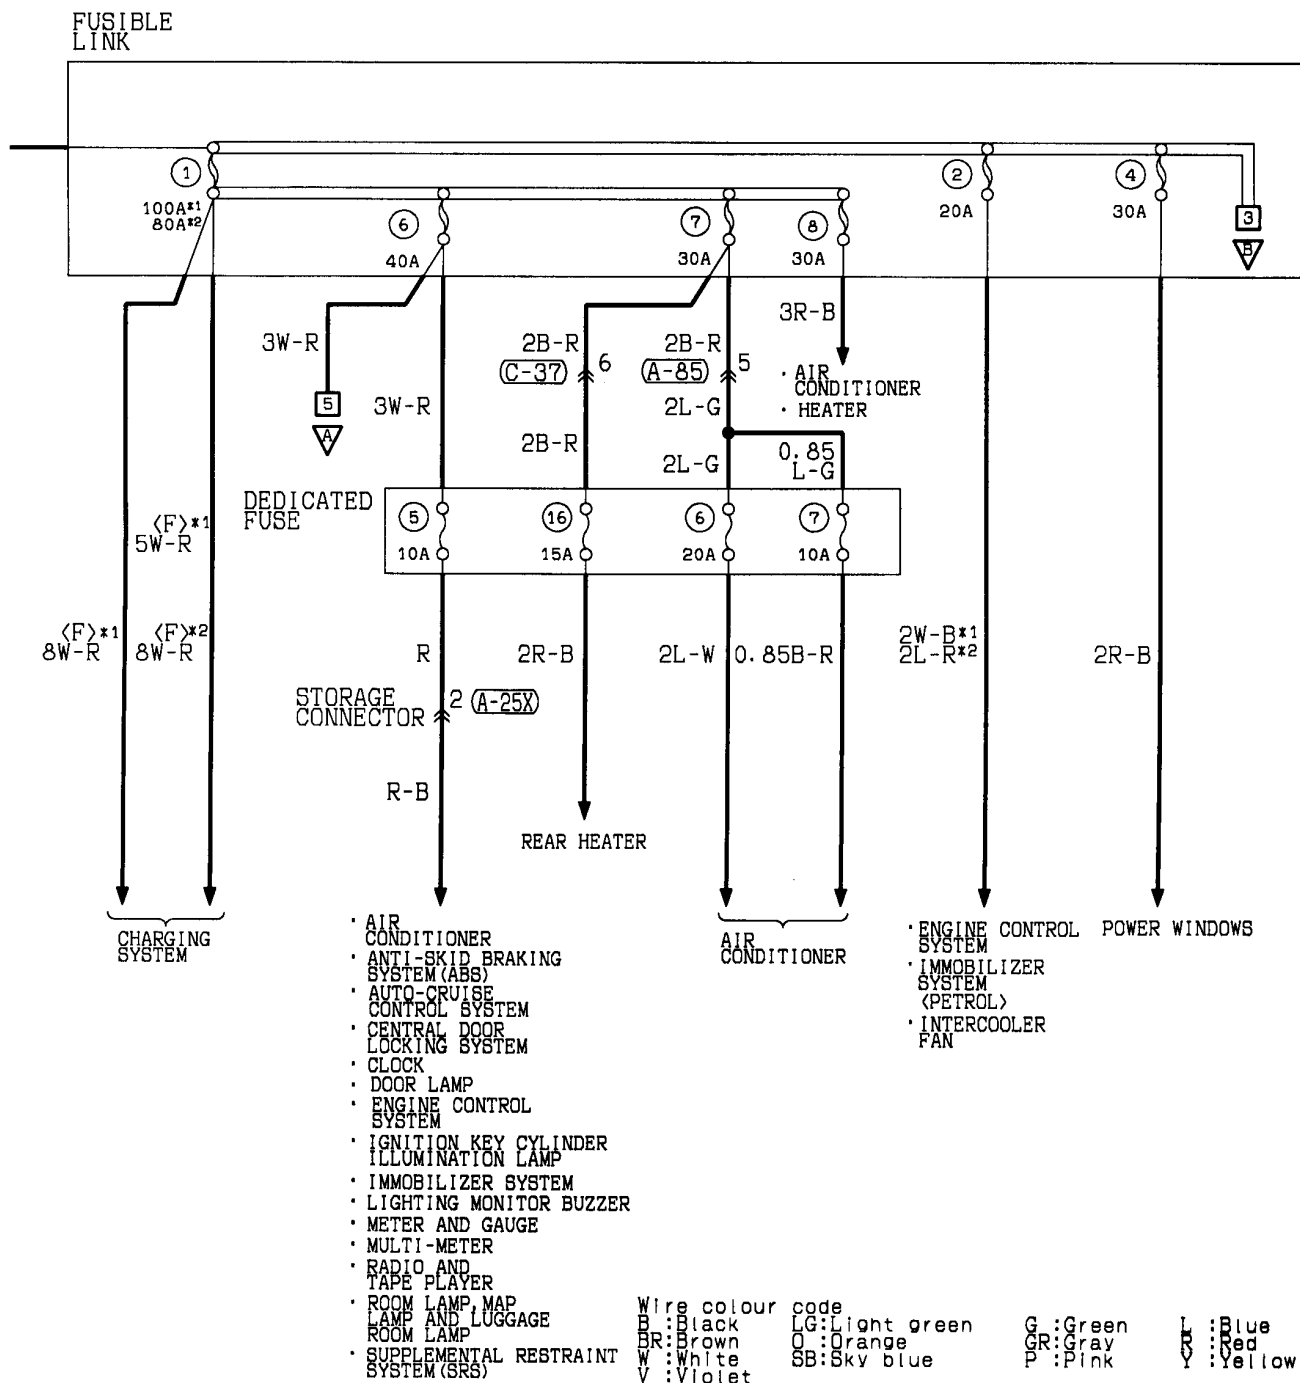 FUSIBLE
LINK
1
100A*1
80A*2
6
40A
7
30A
8
30A
2
20A
4
30A
3
B
3W-R
5
A
3W-R
2B-R
C-37
6
2B-R
2B-R
A-85
5
2L-G
2L-G
0.85
L-G
3R-B
· AIR
CONDITIONER
· HEATER
DEDICATED
FUSE
5
10A
16
15A
6
20A
7
10A
<F>*1
5W-R
<F>*1
8W-R
<F>*2
8W-R
R
2R-B
2L-W
0.85B-R
2W-B*1
2L-R*2
2R-B
STORAGE
CONNECTOR
2
A-25X
R-B
REAR HEATER
CHARGING
SYSTEM
· AIR
CONDITIONER
· ANTI-SKID BRAKING
SYSTEM(ABS)
· AUTO-CRUISE
CONTROL SYSTEM
· CENTRAL DOOR
LOCKING SYSTEM
· CLOCK
· DOOR LAMP
· ENGINE CONTROL
SYSTEM
· IGNITION KEY CYLINDER
ILLUMINATION LAMP
· IMMOBILIZER SYSTEM
· LIGHTING MONITOR BUZZER
· METER AND GAUGE
· MULTI-METER
· RADIO AND
TAPE PLAYER
· ROOM LAMP,MAP
LAMP AND LUGGAGE
ROOM LAMP
· SUPPLEMENTAL RESTRAINT
SYSTEM(SRS)
AIR
CONDITIONER
· ENGINE CONTROL
SYSTEM
· IMMOBILIZER
SYSTEM
<PETROL>
· INTERCOOLER
FAN
POWER WINDOWS
Wire colour code
B :Black LG:Light green G :Green L :Blue
BR:Brown O :Orange GR:Gray R :Red
W :White SB:Sky blue P :Pink Y :Yellow
V :Violet